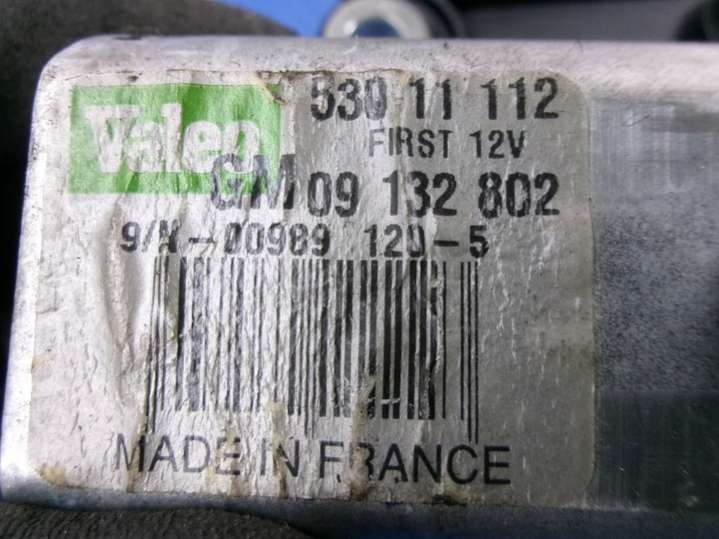 Valeo
530 11 112
FIRST 12V
GM 09 132 802
9/N-00989 120-5
MADE IN FRANCE